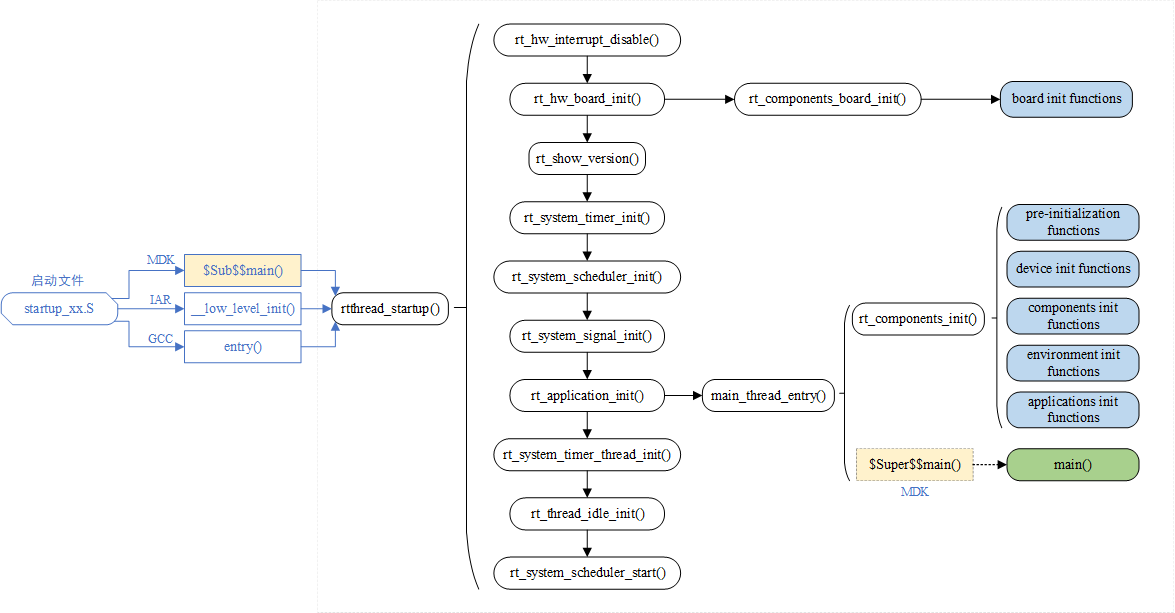 启动文件
startup_xx.S
MDK
$Sub$$main()
IAR
__low_level_init()
GCC
entry()
rtthread_startup()
rt_hw_interrupt_disable()
rt_hw_board_init()
rt_components_board_init()
board init functions
rt_show_version()
rt_system_timer_init()
rt_system_scheduler_init()
rt_system_signal_init()
rt_application_init()
main_thread_entry()
rt_system_timer_thread_init()
rt_thread_idle_init()
rt_system_scheduler_start()
rt_components_init()
pre-initialization
functions
device init functions
components init
functions
environment init
functions
applications init
functions
$Super$$main()
MDK
main()